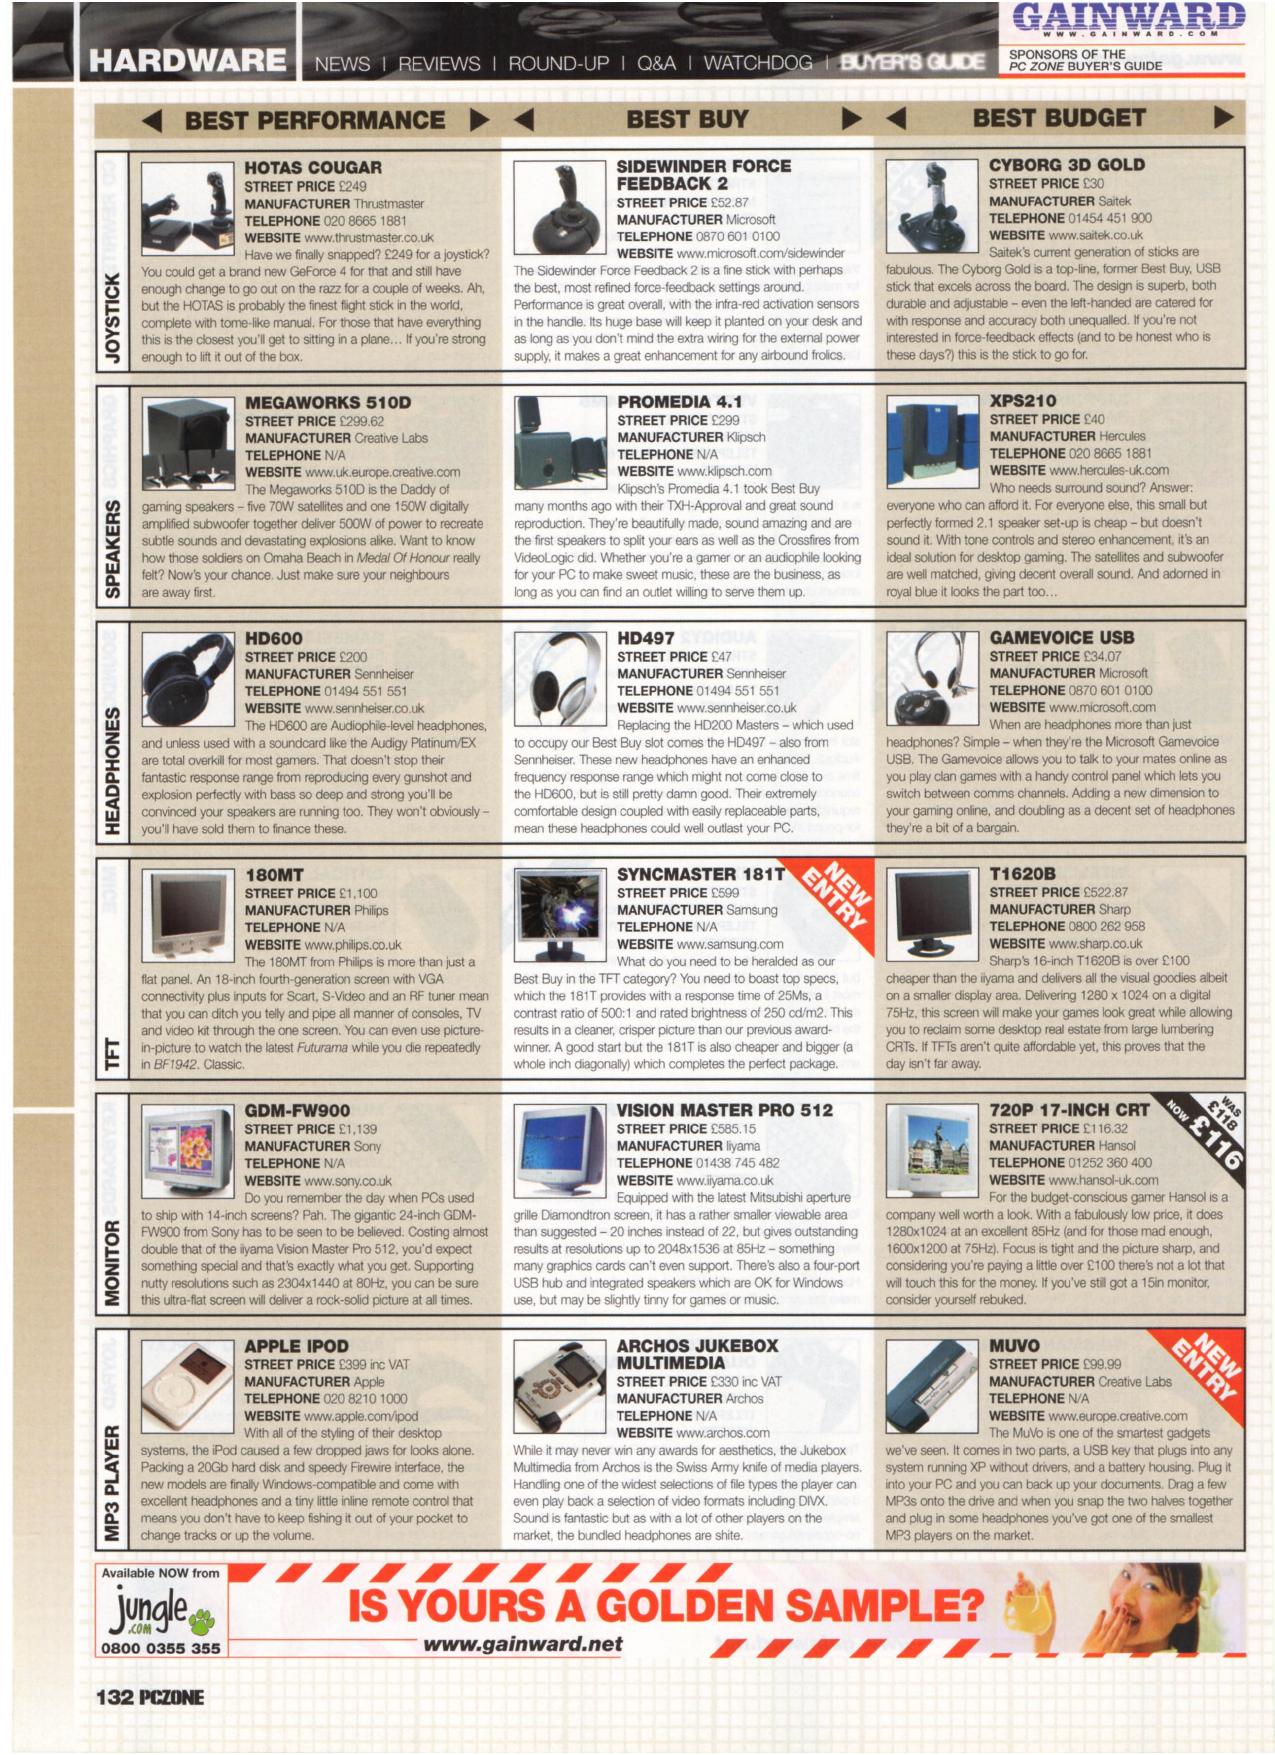 GAINWARD
WWW.GAINWARD.COM
SPONSORS OF THE
PC ZONE BUYER'S GUIDE
HARDWARE
NEWS | REVIEWS | ROUND-UP | Q&A | WATCHDOG | BUYER'S GUIDE
BEST PERFORMANCE
BEST BUY
BEST BUDGET
JOYSTICK
HOTAS COUGAR
STREET PRICE £249
MANUFACTURER Thrustmaster
TELEPHONE 020 8665 1881
WEBSITE www.thrustmaster.co.uk
Have we finally snapped? £249 for a joystick?
You could get a brand new GeForce 4 for that and still have
enough change to go out on the razz for a couple of weeks. Ah,
but the HOTAS is probably the finest flight stick in the world,
complete with tome-like manual. For those that have everything
this is the closest you'll get to sitting in a plane... If you're strong
enough to lift it out of the box.
SIDEWINDER FORCE
FEEDBACK 2
STREET PRICE £52.87
MANUFACTURER Microsoft
TELEPHONE 0870 601 0100
WEBSITE www.microsoft.com/sidewinder
The Sidewinder Force Feedback 2 is a fine stick with perhaps
the best, most refined force-feedback settings around.
Performance is great overall, with the infra-red activation sensors
in the handle. Its huge base will keep it planted on your desk and
as long as you don't mind the extra wiring for the external power
supply, it makes a great enhancement for any airbound frolics.
CYBORG 3D GOLD
STREET PRICE £30
MANUFACTURER Saitek
TELEPHONE 01454 451 900
WEBSITE www.saitek.co.uk
Saitek's current generation of sticks are
fabulous. The Cyborg Gold is a top-line, former Best Buy, USB
stick that excels across the board. The design is superb, both
durable and adjustable – even the left-handed are catered for
with response and accuracy both unequalled. If you're not
interested in force-feedback effects (and to be honest who is
these days?) this is the stick to go for.
SPEAKERS
MEGAWORKS 510D
STREET PRICE £299.62
MANUFACTURER Creative Labs
TELEPHONE N/A
WEBSITE www.uk.europe.creative.com
The Megaworks 510D is the Daddy of
gaming speakers – five 70W satellites and one 150W digitally
amplified subwoofer together deliver 500W of power to recreate
subtle sounds and devastating explosions alike. Want to know
how those soldiers on Omaha Beach in Medal Of Honour really
felt? Now's your chance. Just make sure your neighbours
are away first.
PROMEDIA 4.1
STREET PRICE £299
MANUFACTURER Klipsch
TELEPHONE N/A
WEBSITE www.klipsch.com
Klipsch's Promedia 4.1 took Best Buy
many months ago with their TXH-Approval and great sound
reproduction. They're beautifully made, sound amazing and are
the first speakers to split your ears as well as the Crossfires from
VideoLogic did. Whether you're a gamer or an audiophile looking
for your PC to make sweet music, these are the business, as
long as you can find an outlet willing to serve them up.
XPS210
STREET PRICE £40
MANUFACTURER Hercules
TELEPHONE 020 8665 1881
WEBSITE www.hercules-uk.com
Who needs surround sound? Answer:
everyone who can afford it. For everyone else, this small but
perfectly formed 2.1 speaker set-up is cheap – but doesn't
sound it. With tone controls and stereo enhancement, it's an
ideal solution for desktop gaming. The satellites and subwoofer
are well matched, giving decent overall sound. And adorned in
royal blue it looks the part too...
HEADPHONES
HD600
STREET PRICE £200
MANUFACTURER Sennheiser
TELEPHONE 01494 551 551
WEBSITE www.sennheiser.co.uk
The HD600 are Audiophile-level headphones,
and unless used with a soundcard like the Audigy Platinum/EX
are total overkill for most gamers. That doesn't stop their
fantastic response range from reproducing every gunshot and
explosion perfectly with bass so deep and strong you'll be
convinced your speakers are running too. They won't obviously –
you'll have sold them to finance these.
HD497
STREET PRICE £47
MANUFACTURER Sennheiser
TELEPHONE 01494 551 551
WEBSITE www.sennheiser.co.uk
Replacing the HD200 Masters – which used
to occupy our Best Buy slot comes the HD497 – also from
Sennheiser. These new headphones have an enhanced
frequency response range which might not come close to
the HD600, but is still pretty damn good. Their extremely
comfortable design coupled with easily replaceable parts,
mean these headphones could well outlast your PC.
GAMEVOICE USB
STREET PRICE £34.07
MANUFACTURER Microsoft
TELEPHONE 0870 601 0100
WEBSITE www.microsoft.com
When are headphones more than just
headphones? Simple – when they're the Microsoft Gamevoice
USB. The Gamevoice allows you to talk to your mates online as
you play clan games with a handy control panel which lets you
switch between comms channels. Adding a new dimension to
your gaming online, and doubling as a decent set of headphones
they're a bit of a bargain.
TFT
180MT
STREET PRICE £1,100
MANUFACTURER Philips
TELEPHONE N/A
WEBSITE www.philips.co.uk
The 180MT from Philips is more than just a
flat panel. An 18-inch fourth-generation screen with VGA
connectivity plus inputs for Scart, S-Video and an RF tuner mean
that you can ditch you telly and pipe all manner of consoles, TV
and video kit through the one screen. You can even use picture-
in-picture to watch the latest Futurama while you die repeatedly
in BF1942. Classic.
SYNCMASTER 181T
STREET PRICE £599
MANUFACTURER Samsung
TELEPHONE N/A
WEBSITE www.samsung.com
NEW
ENTRY
What do you need to be heralded as our
Best Buy in the TFT category? You need to boast top specs,
which the 181T provides with a response time of 25Ms, a
contrast ratio of 500:1 and rated brightness of 250 cd/m2. This
results in a cleaner, crisper picture than our previous award-
winner. A good start but the 181T is also cheaper and bigger (a
whole inch diagonally) which completes the perfect package.
T1620B
STREET PRICE £522.87
MANUFACTURER Sharp
TELEPHONE 0800 262 958
WEBSITE www.sharp.co.uk
Sharp's 16-inch T1620B is over £100
cheaper than the iiyama and delivers all the visual goodies albeit
on a smaller display area. Delivering 1280 x 1024 on a digital
75Hz, this screen will make your games look great while allowing
you to reclaim some desktop real estate from large lumbering
CRTs. If TFTs aren't quite affordable yet, this proves that the
day isn't far away.
MONITOR
GDM-FW900
STREET PRICE £1,139
MANUFACTURER Sony
TELEPHONE N/A
WEBSITE www.sony.co.uk
Do you remember the day when PCs used
to ship with 14-inch screens? Pah. The gigantic 24-inch GDM-
FW900 from Sony has to be seen to be believed. Costing almost
double that of the iiyama Vision Master Pro 512, you'd expect
something special and that's exactly what you get. Supporting
nutty resolutions such as 2304x1440 at 80Hz, you can be sure
this ultra-flat screen will deliver a rock-solid picture at all times.
VISION MASTER PRO 512
STREET PRICE £585.15
MANUFACTURER Iiyama
TELEPHONE 01438 745 482
WEBSITE www.iiyama.co.uk
Equipped with the latest Mitsubishi aperture
grille Diamondtron screen, it has a rather smaller viewable area
than suggested – 20 inches instead of 22, but gives outstanding
results at resolutions up to 2048x1536 at 85Hz – something
many graphics cards can't even support. There's also a four-port
USB hub and integrated speakers which are OK for Windows
use, but may be slightly tinny for games or music.
720P 17-INCH CRT
STREET PRICE £116.32
MANUFACTURER Hansol
TELEPHONE 01252 360 400
WEBSITE www.hansol-uk.com
WAS
£118
NOW £116
For the budget-conscious gamer Hansol is a
company well worth a look. With a fabulously low price, it does
1280x1024 at an excellent 85Hz (and for those mad enough,
1600x1200 at 75Hz). Focus is tight and the picture sharp, and
considering you're paying a little over £100 there's not a lot that
will touch this for the money. If you've still got a 15in monitor,
consider yourself rebuked.
MP3 PLAYER
APPLE IPOD
STREET PRICE £399 inc VAT
MANUFACTURER Apple
TELEPHONE 020 8210 1000
WEBSITE www.apple.com/ipod
With all of the styling of their desktop
systems, the iPod caused a few dropped jaws for looks alone.
Packing a 20Gb hard disk and speedy Firewire interface, the
new models are finally Windows-compatible and come with
excellent headphones and a tiny little inline remote control that
means you don't have to keep fishing it out of your pocket to
change tracks or up the volume.
ARCHOS JUKEBOX
MULTIMEDIA
STREET PRICE £330 inc VAT
MANUFACTURER Archos
TELEPHONE N/A
WEBSITE www.archos.com
While it may never win any awards for aesthetics, the Jukebox
Multimedia from Archos is the Swiss Army knife of media players.
Handling one of the widest selections of file types the player can
even play back a selection of video formats including DIVX.
Sound is fantastic but as with a lot of other players on the
market, the bundled headphones are shite.
MUVO
STREET PRICE £99.99
MANUFACTURER Creative Labs
TELEPHONE N/A
WEBSITE www.europe.creative.com
NEW
ENTRY
The MuVo is one of the smartest gadgets
we've seen. It comes in two parts, a USB key that plugs into any
system running XP without drivers, and a battery housing. Plug it
into your PC and you can back up your documents. Drag a few
MP3s onto the drive and when you snap the two halves together
and plug in some headphones you've got one of the smallest
MP3 players on the market.
Available NOW from
jungle
.COM
0800 0355 355
IS YOURS A GOLDEN SAMPLE?
www.gainward.net
132 PCZONE